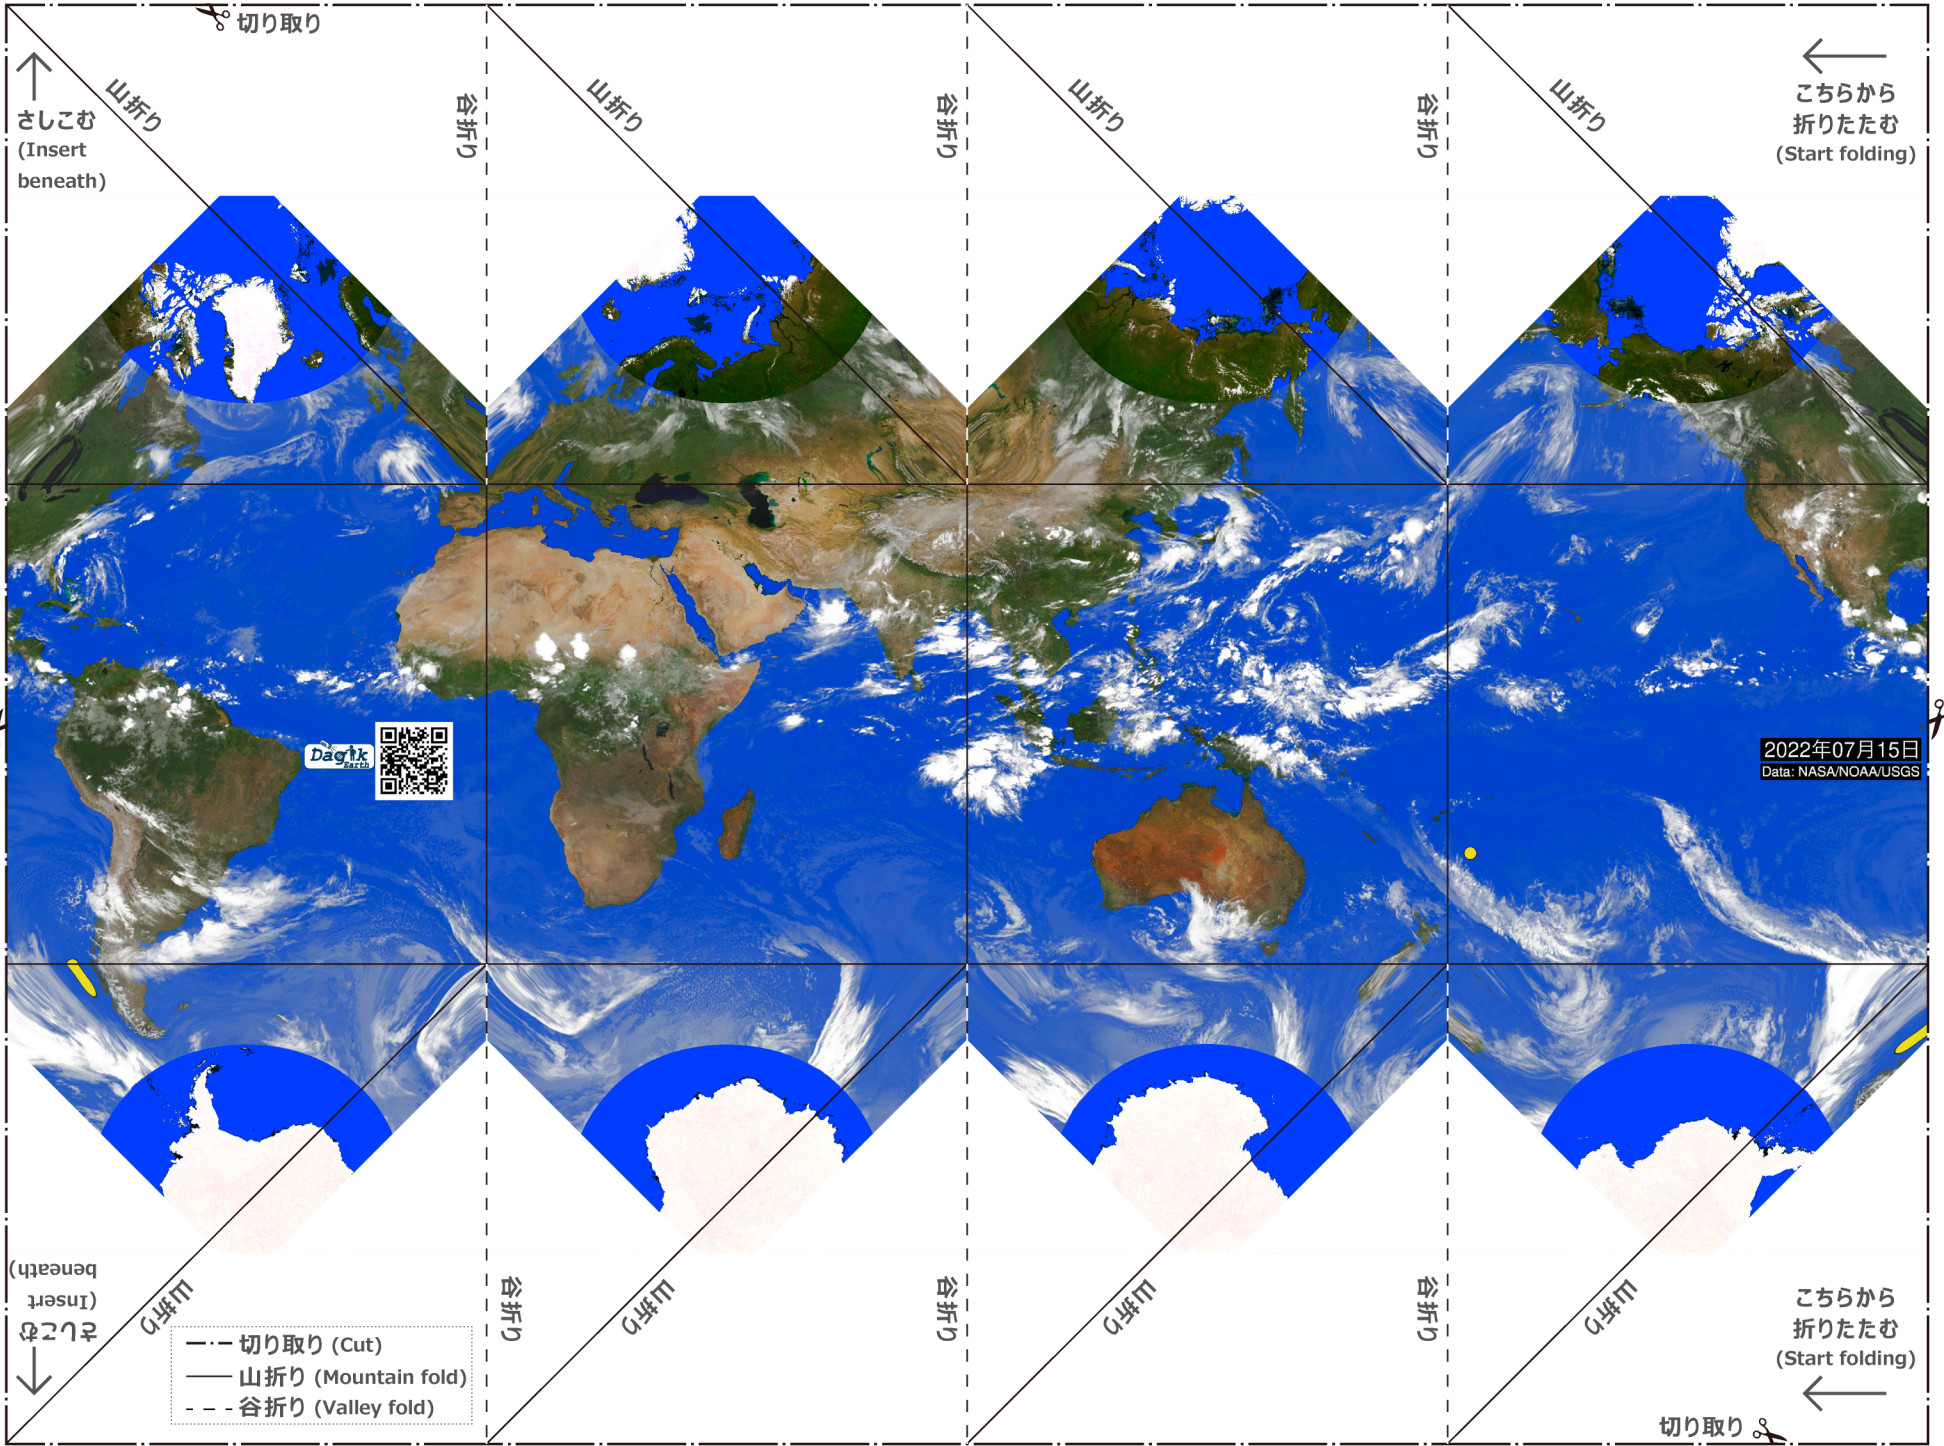 切り取り
さしこむ
(Insert
beneath)
山折り
谷折り
山折り
谷折り
山折り
谷折り
山折り
こちらから
折りたたむ
(Start folding)
Dagik
Earth
2022年07月15日
Data: NASA/NOAA/USGS
さしこむ
(Insert
beneath)
山折り
谷折り
山折り
谷折り
山折り
谷折り
山折り
こちらから
折りたたむ
(Start folding)
切り取り (Cut)
山折り (Mountain fold)
谷折り (Valley fold)
切り取り